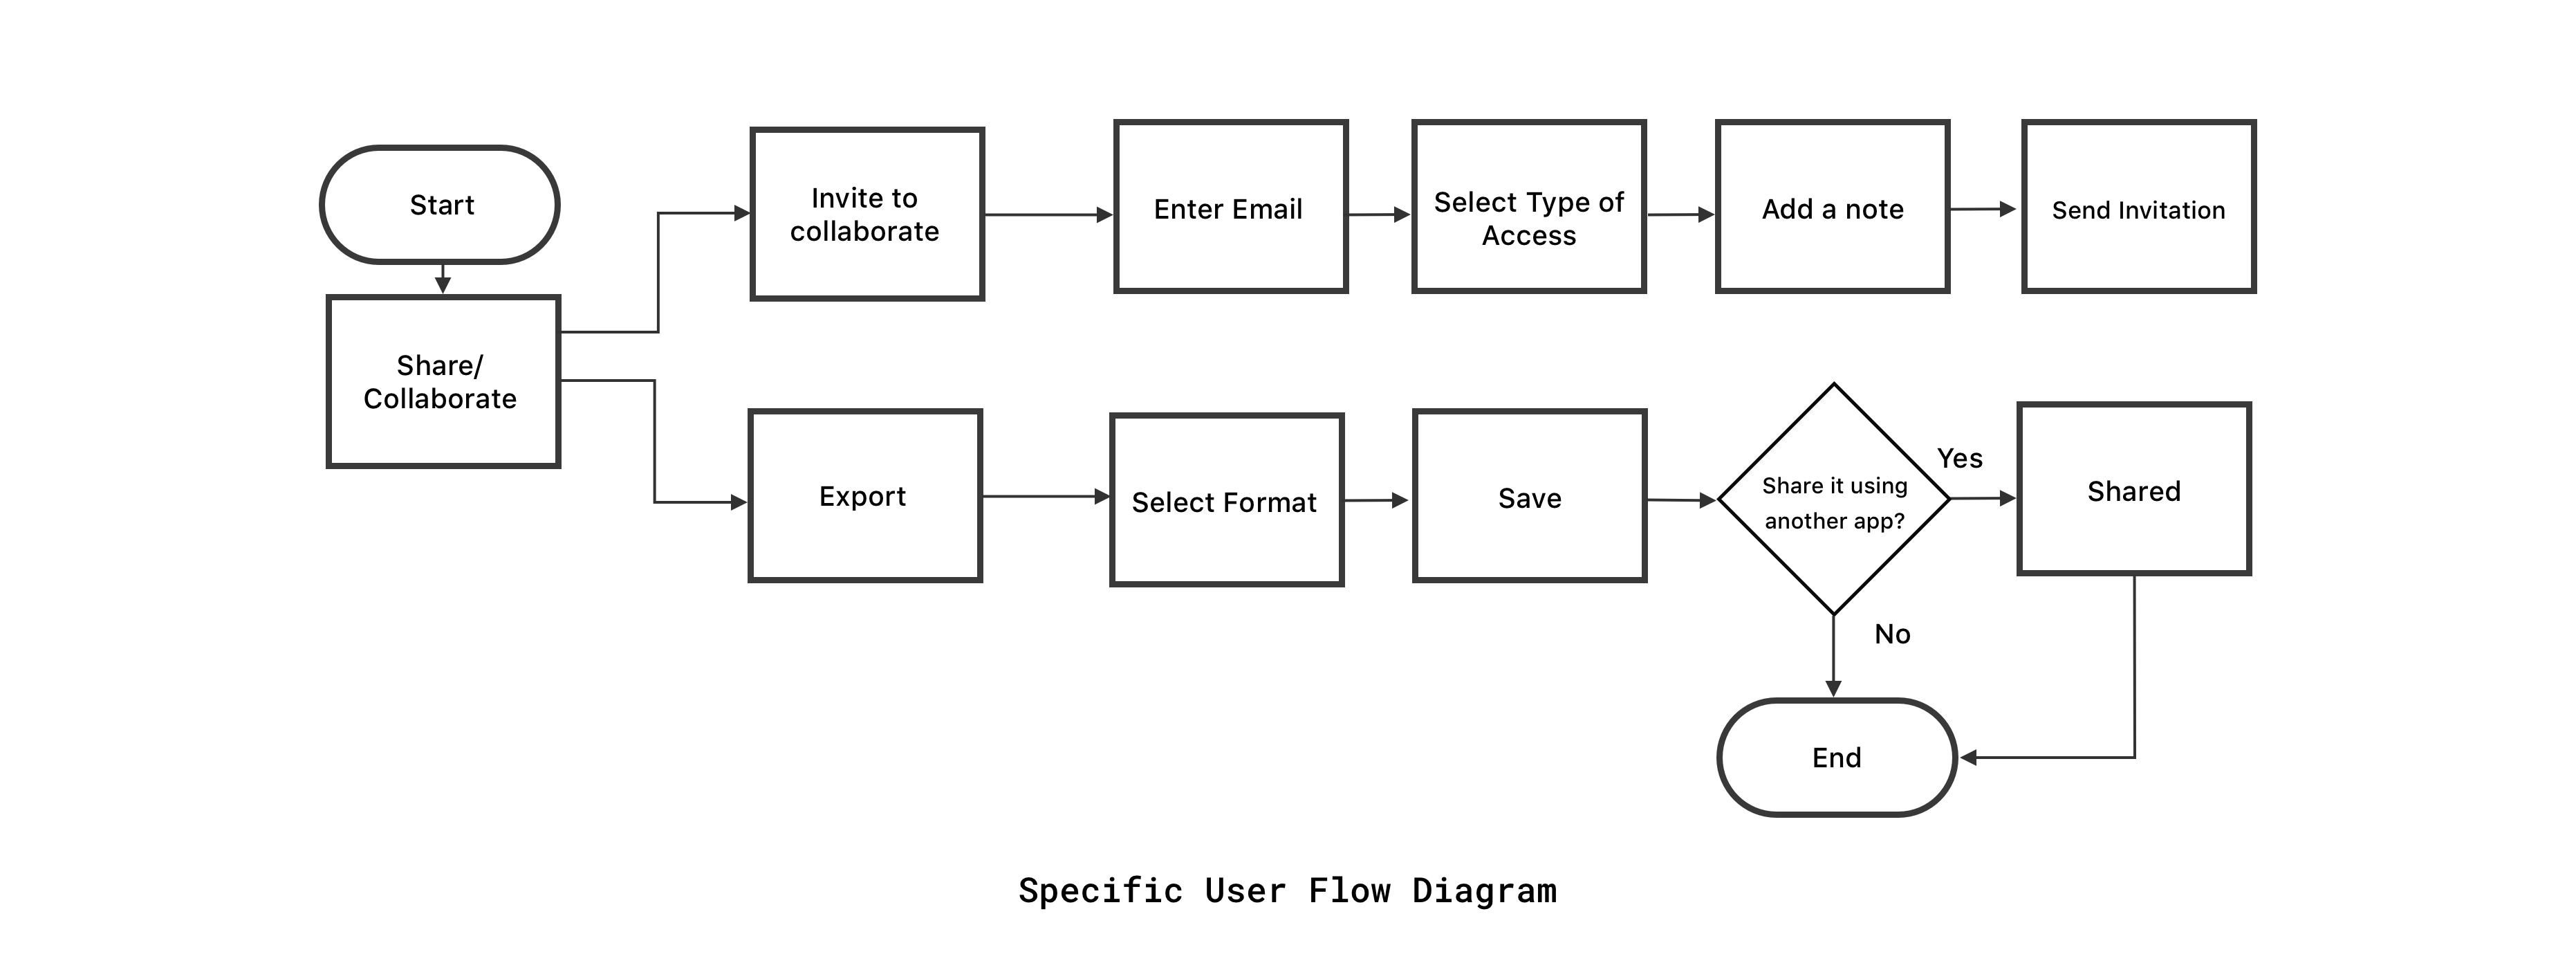 Start
Share/
Collaborate
Invite to
collaborate
Enter Email
Select Type of
Access
Add a note
Send Invitation
Export
Select Format
Save
Share it using
another app?
Yes
Shared
No
End
Specific User Flow Diagram